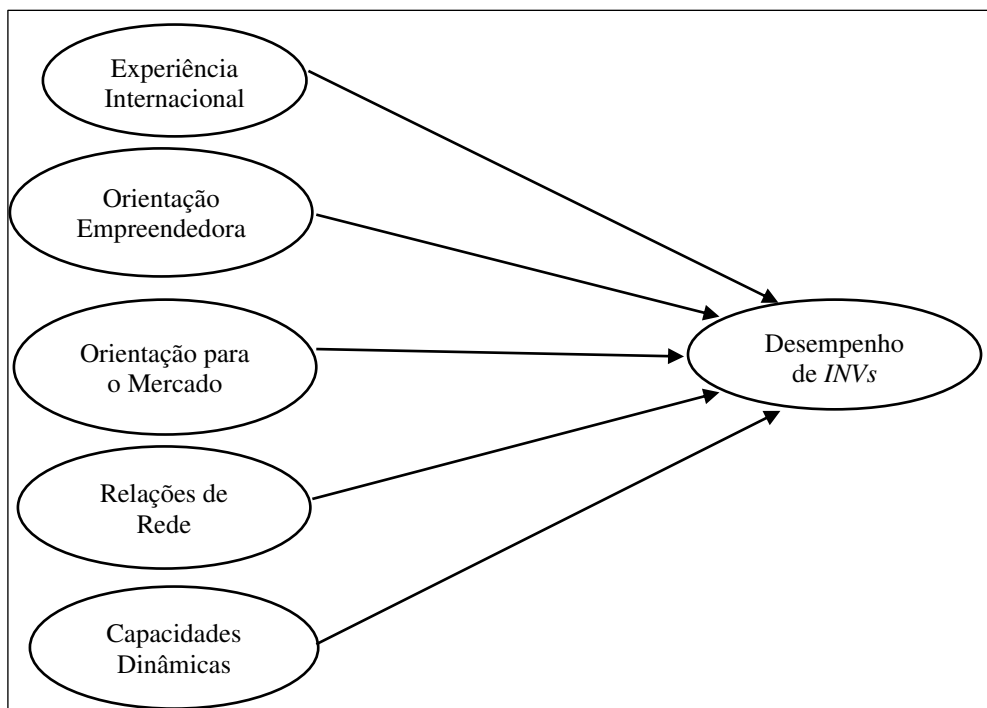 Experiência
Internacional
Orientação
Empreendedora
Orientação para
o Mercado
Relações de
Rede
Capacidades
Dinâmicas
Desempenho
de INVs